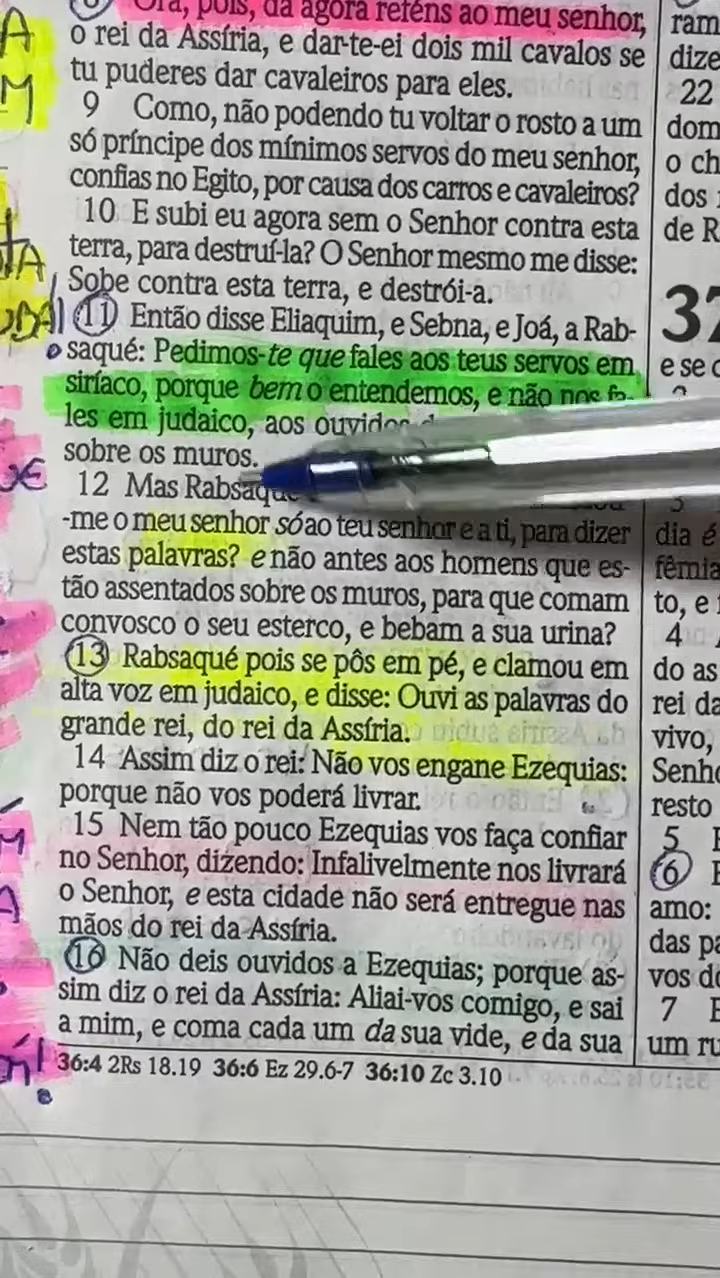 Ora, pois, dá agora reféns ao meu senhor,
o rei da Assíria, e dar-te-ei dois mil cavalos se
tu puderes dar cavaleiros para eles.
9 Como, não podendo tu voltar o rosto a um
só príncipe dos mínimos servos do meu senhor,
confias no Egito, por causa dos carros e cavaleiros?
10 E subi eu agora sem o Senhor contra esta
terra, para destruí-la? O Senhor mesmo me disse:
Sobe contra esta terra, e destrói-a.
11 Então disse Eliaquim, e Sebna, e Joá, a Rab-
saqué: Pedimos-te que fales aos teus servos em
siríaco, porque bem o entendemos, e não nos fa-
les em judaico, aos ouvidos
sobre os muros.
12 Mas Rabsaqué
-me o meu senhor só ao teu senhor e a ti, para dizer
estas palavras? e não antes aos homens que es-
tão assentados sobre os muros, para que comam
convosco o seu esterco, e bebam a sua urina?
13 Rabsaqué pois se pôs em pé, e clamou em
alta voz em judaico, e disse: Ouvi as palavras do
grande rei, do rei da Assíria.
14 Assim diz o rei: Não vos engane Ezequias:
porque não vos poderá livrar.
15 Nem tão pouco Ezequias vos faça confiar
no Senhor, dizendo: Infalivelmente nos livrará
o Senhor, e esta cidade não será entregue nas
mãos do rei da Assíria.
16 Não deis ouvidos a Ezequias; porque as-
sim diz o rei da Assíria: Aliai-vos comigo, e sai
a mim, e coma cada um da sua vide, e da sua
36:4 2Rs 18.19 36:6 Ez 29.6-7 36:10 Zc 3.10
22
dom
o ch
dos
de R
37
e se
3
dia é
fêmia
to, e
4
do as
rei da
vivo,
Senho
resto
5
6
amo:
das pa
vos do
7
um ru